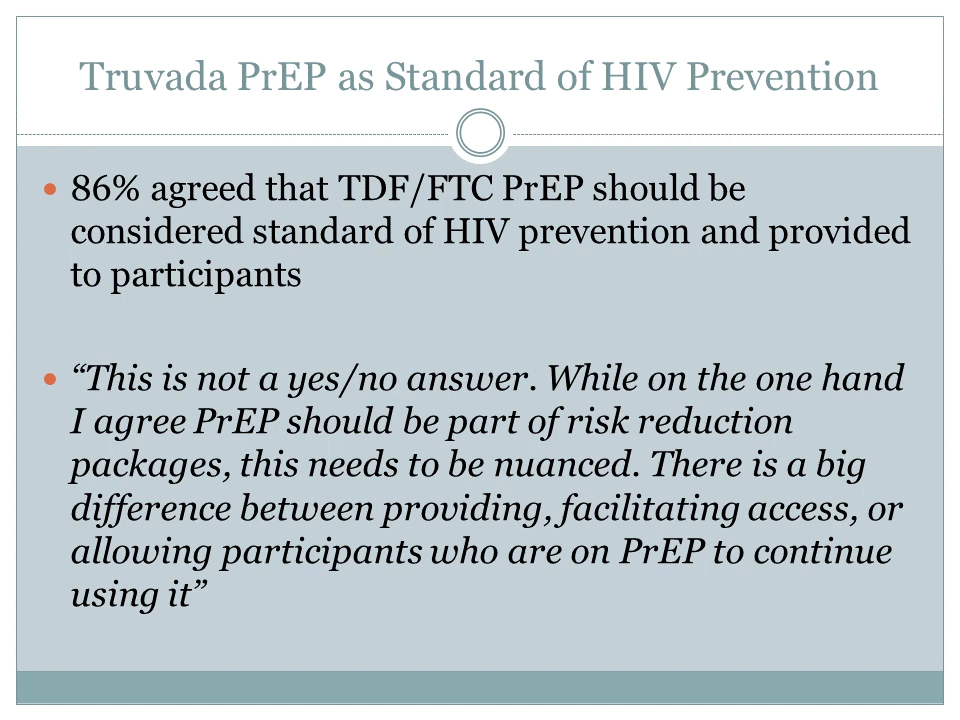 Truvada PrEP as Standard of HIV Prevention
• 86% agreed that TDF/FTC PrEP should be
considered standard of HIV prevention and provided
to participants
• “This is not a yes/no answer. While on the one hand
I agree PrEP should be part of risk reduction
packages, this needs to be nuanced. There is a big
difference between providing, facilitating access, or
allowing participants who are on PrEP to continue
using it”